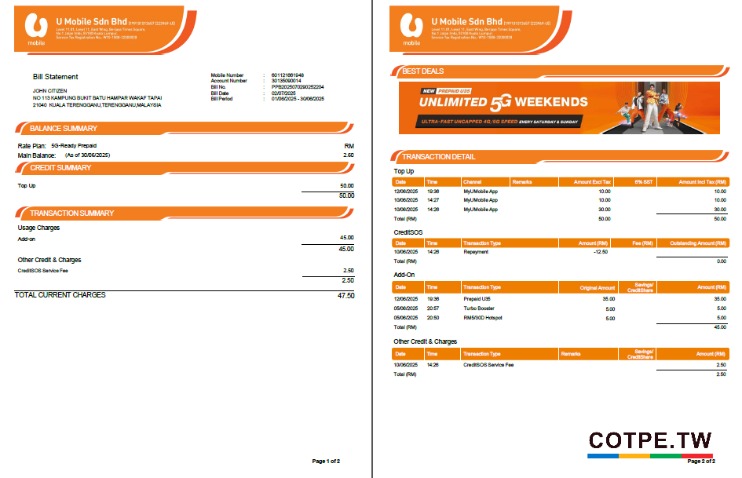 U Mobile Sdn Bhd
mobile
Bill Statement
JOHN CITIZEN
NO 113 KAMPUNG BUKIT BATU HAMPAR WAKAF TAPAI
21040 KUALA TERENGGANU,TERENGGANU,MALAYSIA
Mobile Number : 601121661948
Account Number : 30135090014
Bill No. :
Bill Date : 02/07/2025
Bill Period : 01/06/2025 - 30/06/2025
BALANCE SUMMARY
Rate Plan: 5G-Ready Prepaid RM
Main Balance: (As of 30/06/2025) 2.60
CREDIT SUMMARY
Top Up 50.00
50.00
TRANSACTION SUMMARY
Usage Charges
Add-on 45.00
45.00
Other Credit & Charges
CreditSOS Service Fee 2.50
2.50
TOTAL CURRENT CHARGES 47.50
Page 1 of 2
U Mobile Sdn Bhd
mobile
BEST DEALS
NEW PREPAID U35
UNLIMITED 5G WEEKENDS
ULTRA-FAST UNCAPPED 4G/5G SPEED EVERY SATURDAY & SUNDAY
TRANSACTION DETAIL
Top Up
Date Time Channel Remarks Amount Excl Tax Amount Incl Tax (RM)
12/06/2025 19:36 MyUMobile App 10.00 10.00
10/06/2025 14:27 MyUMobile App 10.00 10.00
10/06/2025 14:26 MyUMobile App 30.00 30.00
Total (RM) 50.00 50.00
CreditSOS
Date Time Transaction Type Amount (RM) Fee (RM) Outstanding Amount (RM)
10/06/2025 14:26 Repayment -12.50
Total (RM) 0.00
Add-On
Date Time Transaction Type Original Amount Savings/ CreditShare Amount (RM)
12/06/2025 19:36 Prepaid U35 35.00 35.00
05/06/2025 20:57 Turbo Booster 5.00 5.00
05/06/2025 20:50 RM5/30D Hotspot 5.00 5.00
Total (RM) 45.00
Other Credit & Charges
Date Time Transaction Type Remarks Savings/ CreditShare Amount (RM)
10/06/2025 14:26 CreditSOS Service Fee 2.50
Total (RM) 2.50
COTPE.TW
Page 2 of 2